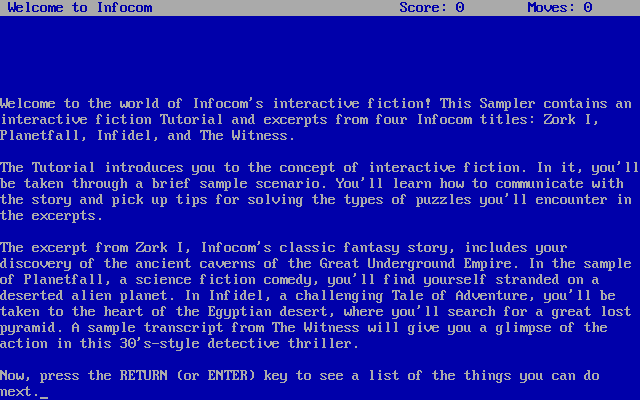 Welcome to Infocom Score: 0 Moves: 0
Welcome to the world of Infocom's interactive fiction! This Sampler contains an
interactive fiction Tutorial and excerpts from four Infocom titles: Zork I,
Planetfall, Infidel, and The Witness.
The Tutorial introduces you to the concept of interactive fiction. In it, you'll
be taken through a brief sample scenario. You'll learn how to communicate with
the story and pick up tips for solving the types of puzzles you'll encounter in
the excerpts.
The excerpt from Zork I, Infocom's classic fantasy story, includes your
discovery of the ancient caverns of the Great Underground Empire. In the sample
of Planetfall, a science fiction comedy, you'll find yourself stranded on a
deserted alien planet. In Infidel, a challenging Tale of Adventure, you'll be
taken to the heart of the Egyptian desert, where you'll search for a great lost
pyramid. A sample transcript from The Witness will give you a glimpse of the
action in this 30's-style detective thriller.
Now, press the RETURN (or ENTER) key to see a list of the things you can do
next._